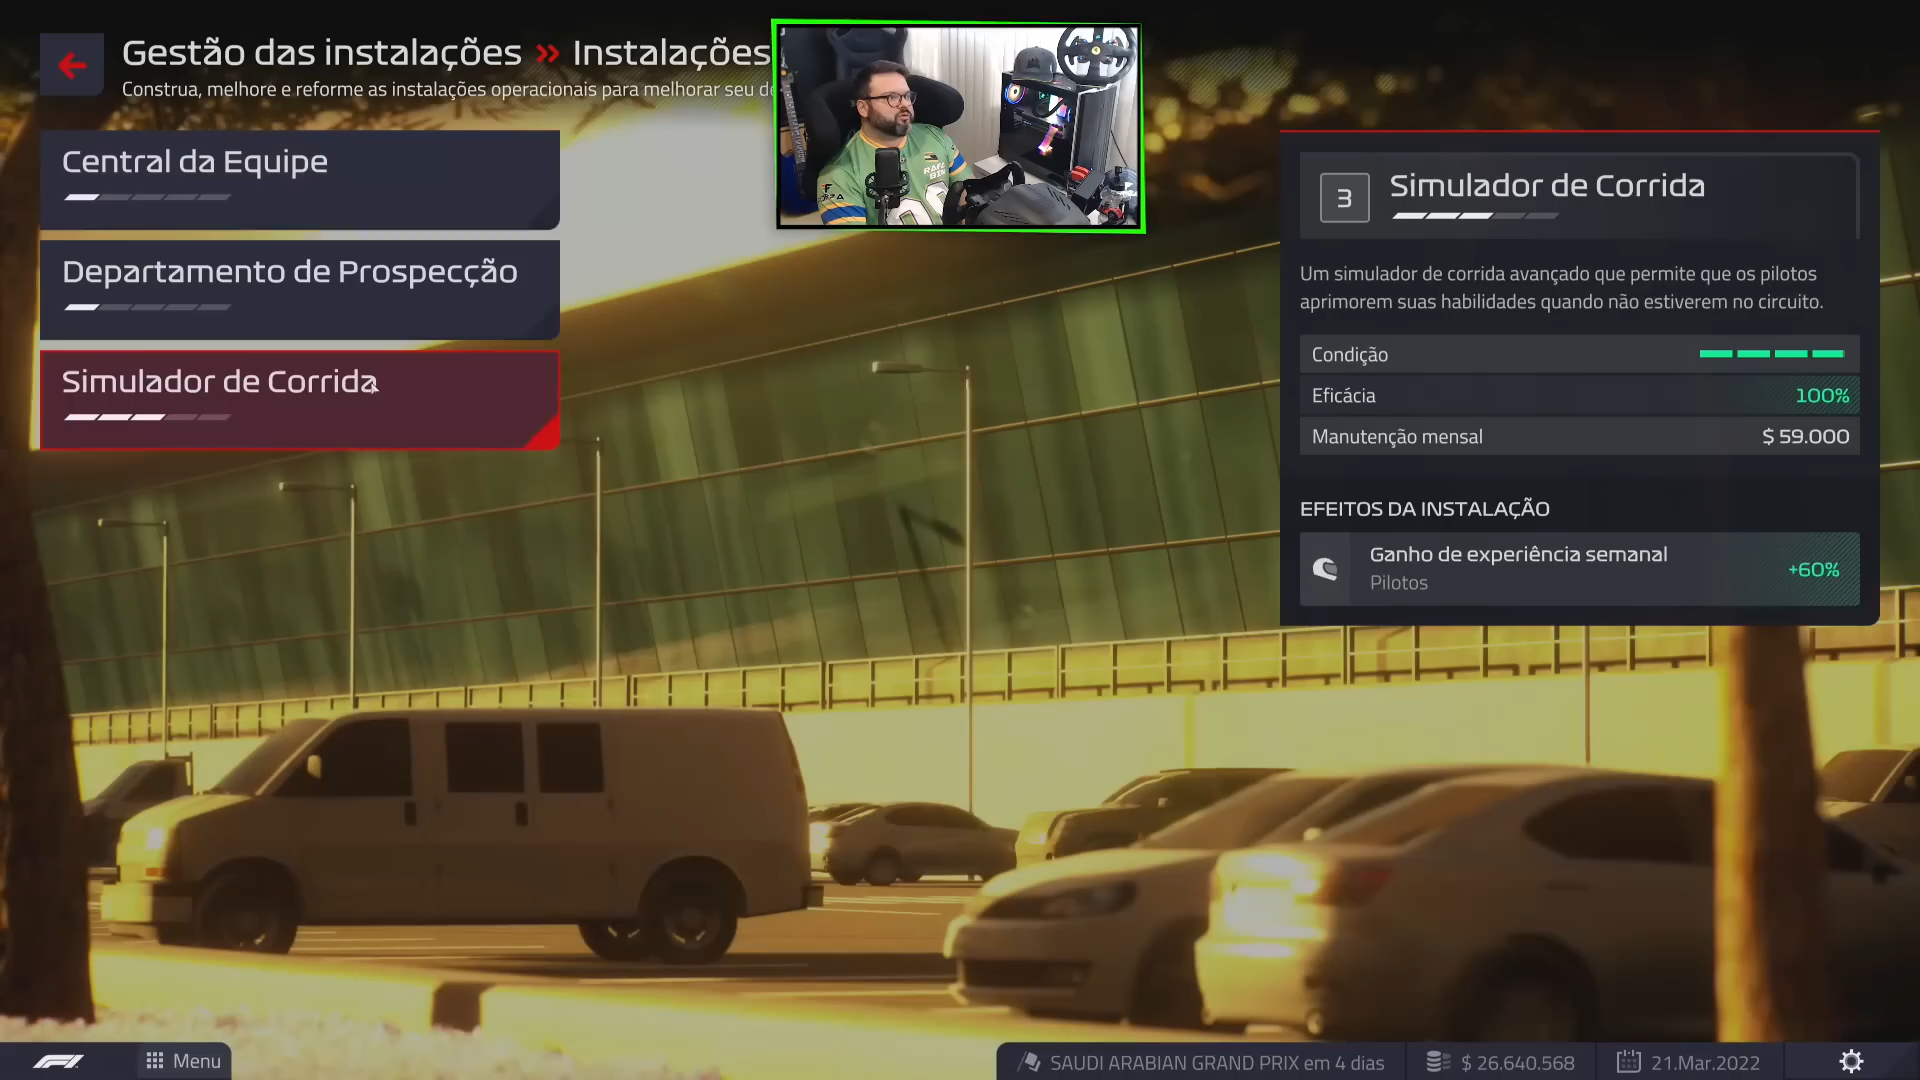 Gestão das instalações » Instalações
Construa, melhore e reforme as instalações operacionais para melhorar seu de
Central da Equipe
Departamento de Prospecção
Simulador de Corrida
3
Simulador de Corrida
Um simulador de corrida avançado que permite que os pilotos
aprimorem suas habilidades quando não estiverem no circuito.
Condição
Eficácia 100%
Manutenção mensal $ 59.000
EFEITOS DA INSTALAÇÃO
Ganho de experiência semanal
Pilotos
+60%
Menu
SAUDI ARABIAN GRAND PRIX em 4 dias
$ 26.640.568
21.Mar.2022